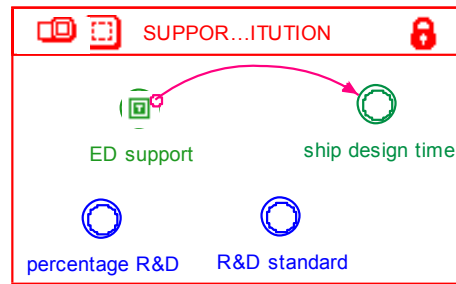 SUPPOR...ITUTION
ED support
ship design time
percentage R&D
R&D standard